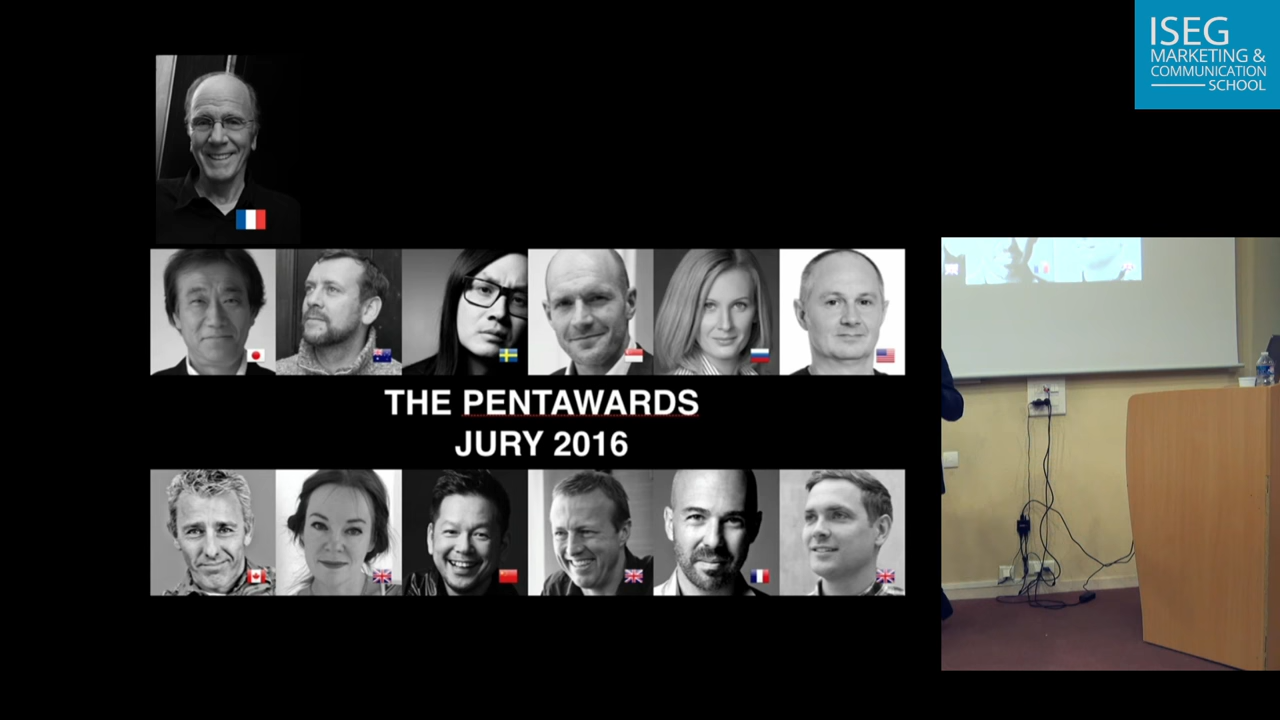 ISEG
MARKETING &
COMMUNICATION
SCHOOL
THE PENTAWARDS
JURY 2016